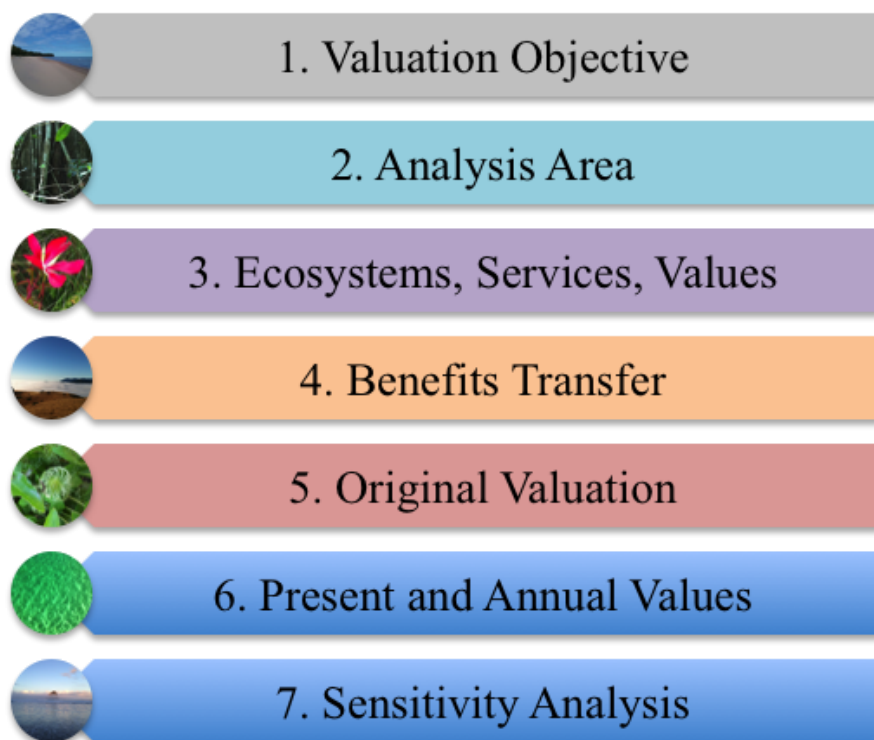 1. Valuation Objective
2. Analysis Area
3. Ecosystems, Services, Values
4. Benefits Transfer
5. Original Valuation
6. Present and Annual Values
7. Sensitivity Analysis